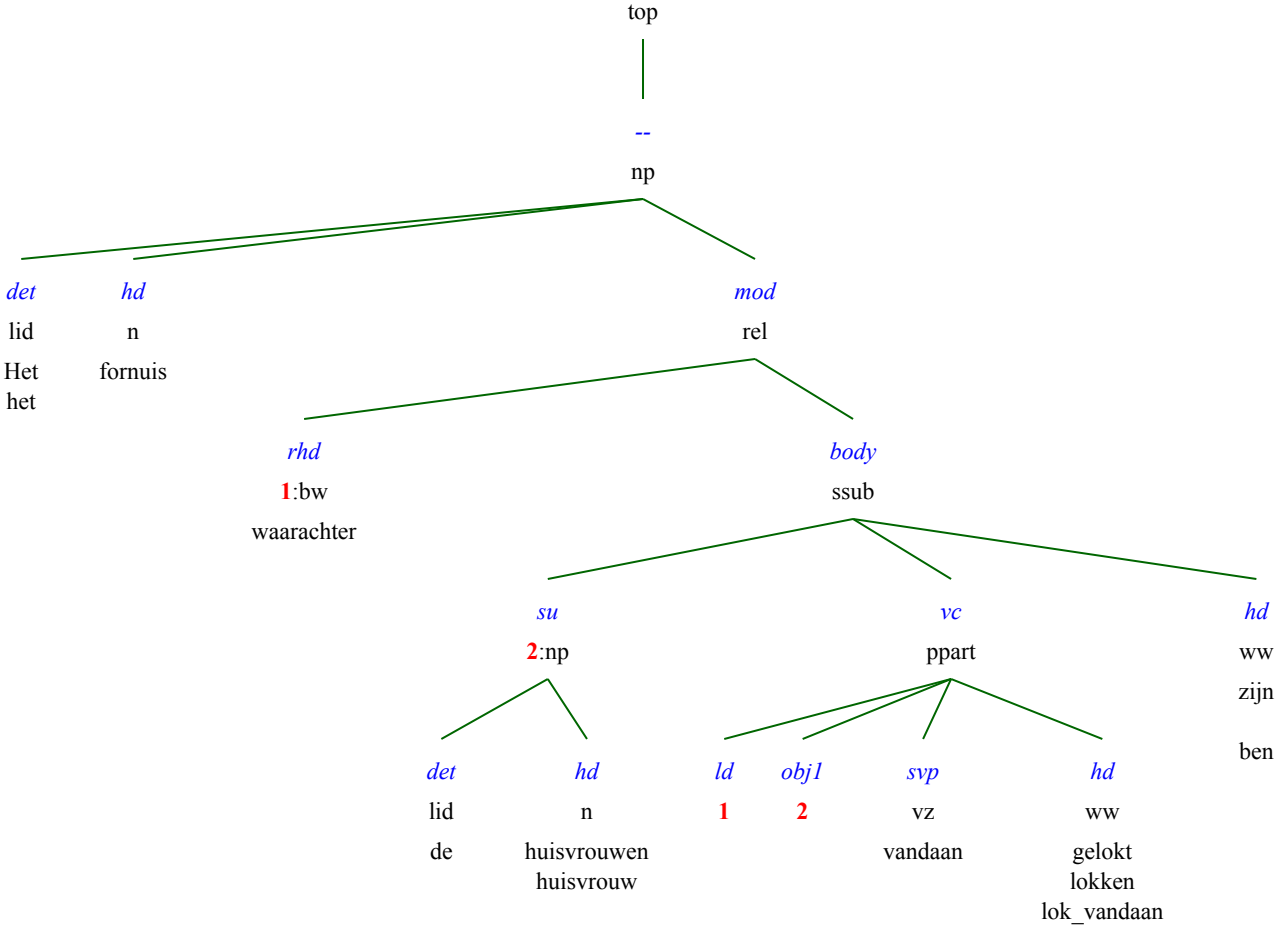 top
--
np
det hd mod
lid n rel
Het fornuis
het
rhd body
1:bw ssub
waarachter
su vc hd
2:np ppart ww
zijn
ben
det hd ld obj1 svp hd
lid n 1 2 vz ww
de huisvrouwen vandaan gelokt
huisvrouw lokken
lok_vandaan